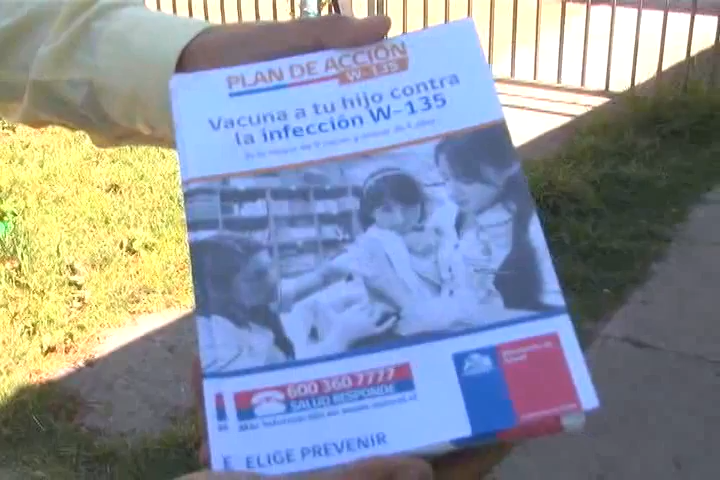 PLAN DE ACCIÓN
W-135
Vacuna a tu hijo contra
la infección W-135
600 360 7777
SALUD RESPONDE
E ELIGE PREVENIR